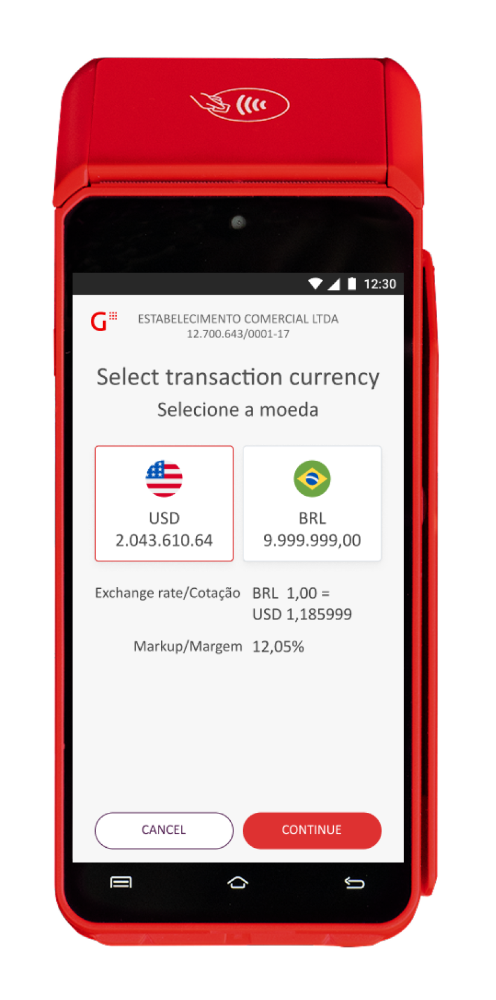 12:30
G
ESTABELECIMENTO COMERCIAL LTDA
12.700.643/0001-17
Select transaction currency
Selecione a moeda
USD
2.043.610.64
BRL
9.999.999,00
Exchange rate/Cotação BRL 1,00 =
USD 1,185999
Markup/Margem 12,05%
CANCEL
CONTINUE